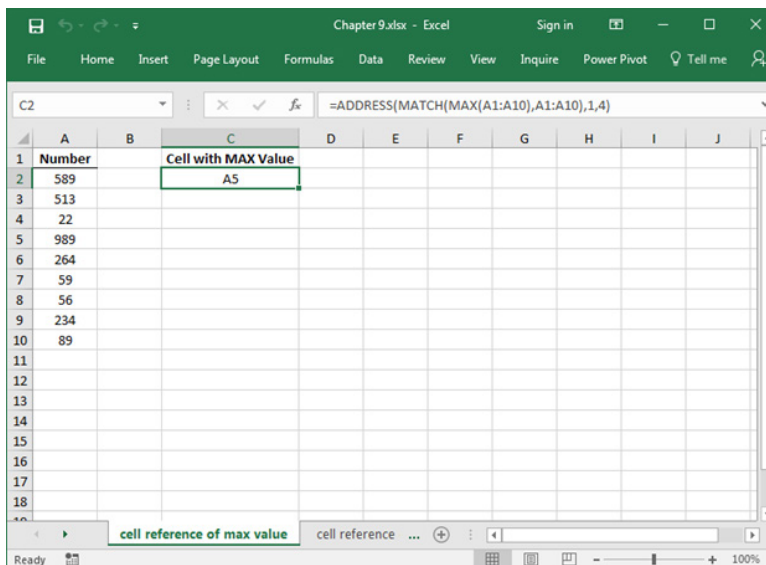 Chapter 9.xlsx - Excel Sign in
File Home Insert Page Layout Formulas Data Review View Inquire Power Pivot Tell me
C2 fx =ADDRESS(MATCH(MAX(A1:A10),A1:A10),1,4)
A B C D E F G H I J
1 Number Cell with MAX Value
2 589 A5
3 513
4 22
5 989
6 264
7 59
8 56
9 234
10 89
11
12
13
14
15
16
17
18
cell reference of max value cell reference ...
Ready 100%